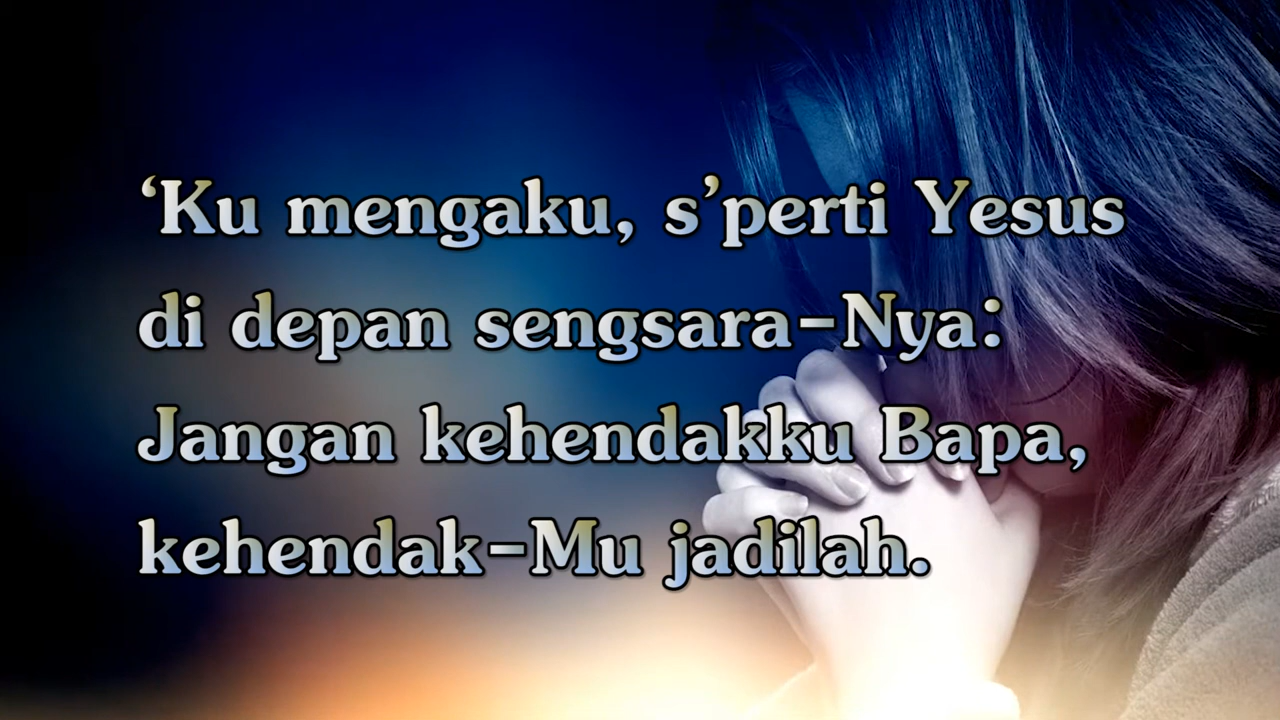 ‘Ku mengaku, s’perti Yesus
di depan sengsara-Nya:
Jangan kehendakku Bapa,
kehendak-Mu jadilah.